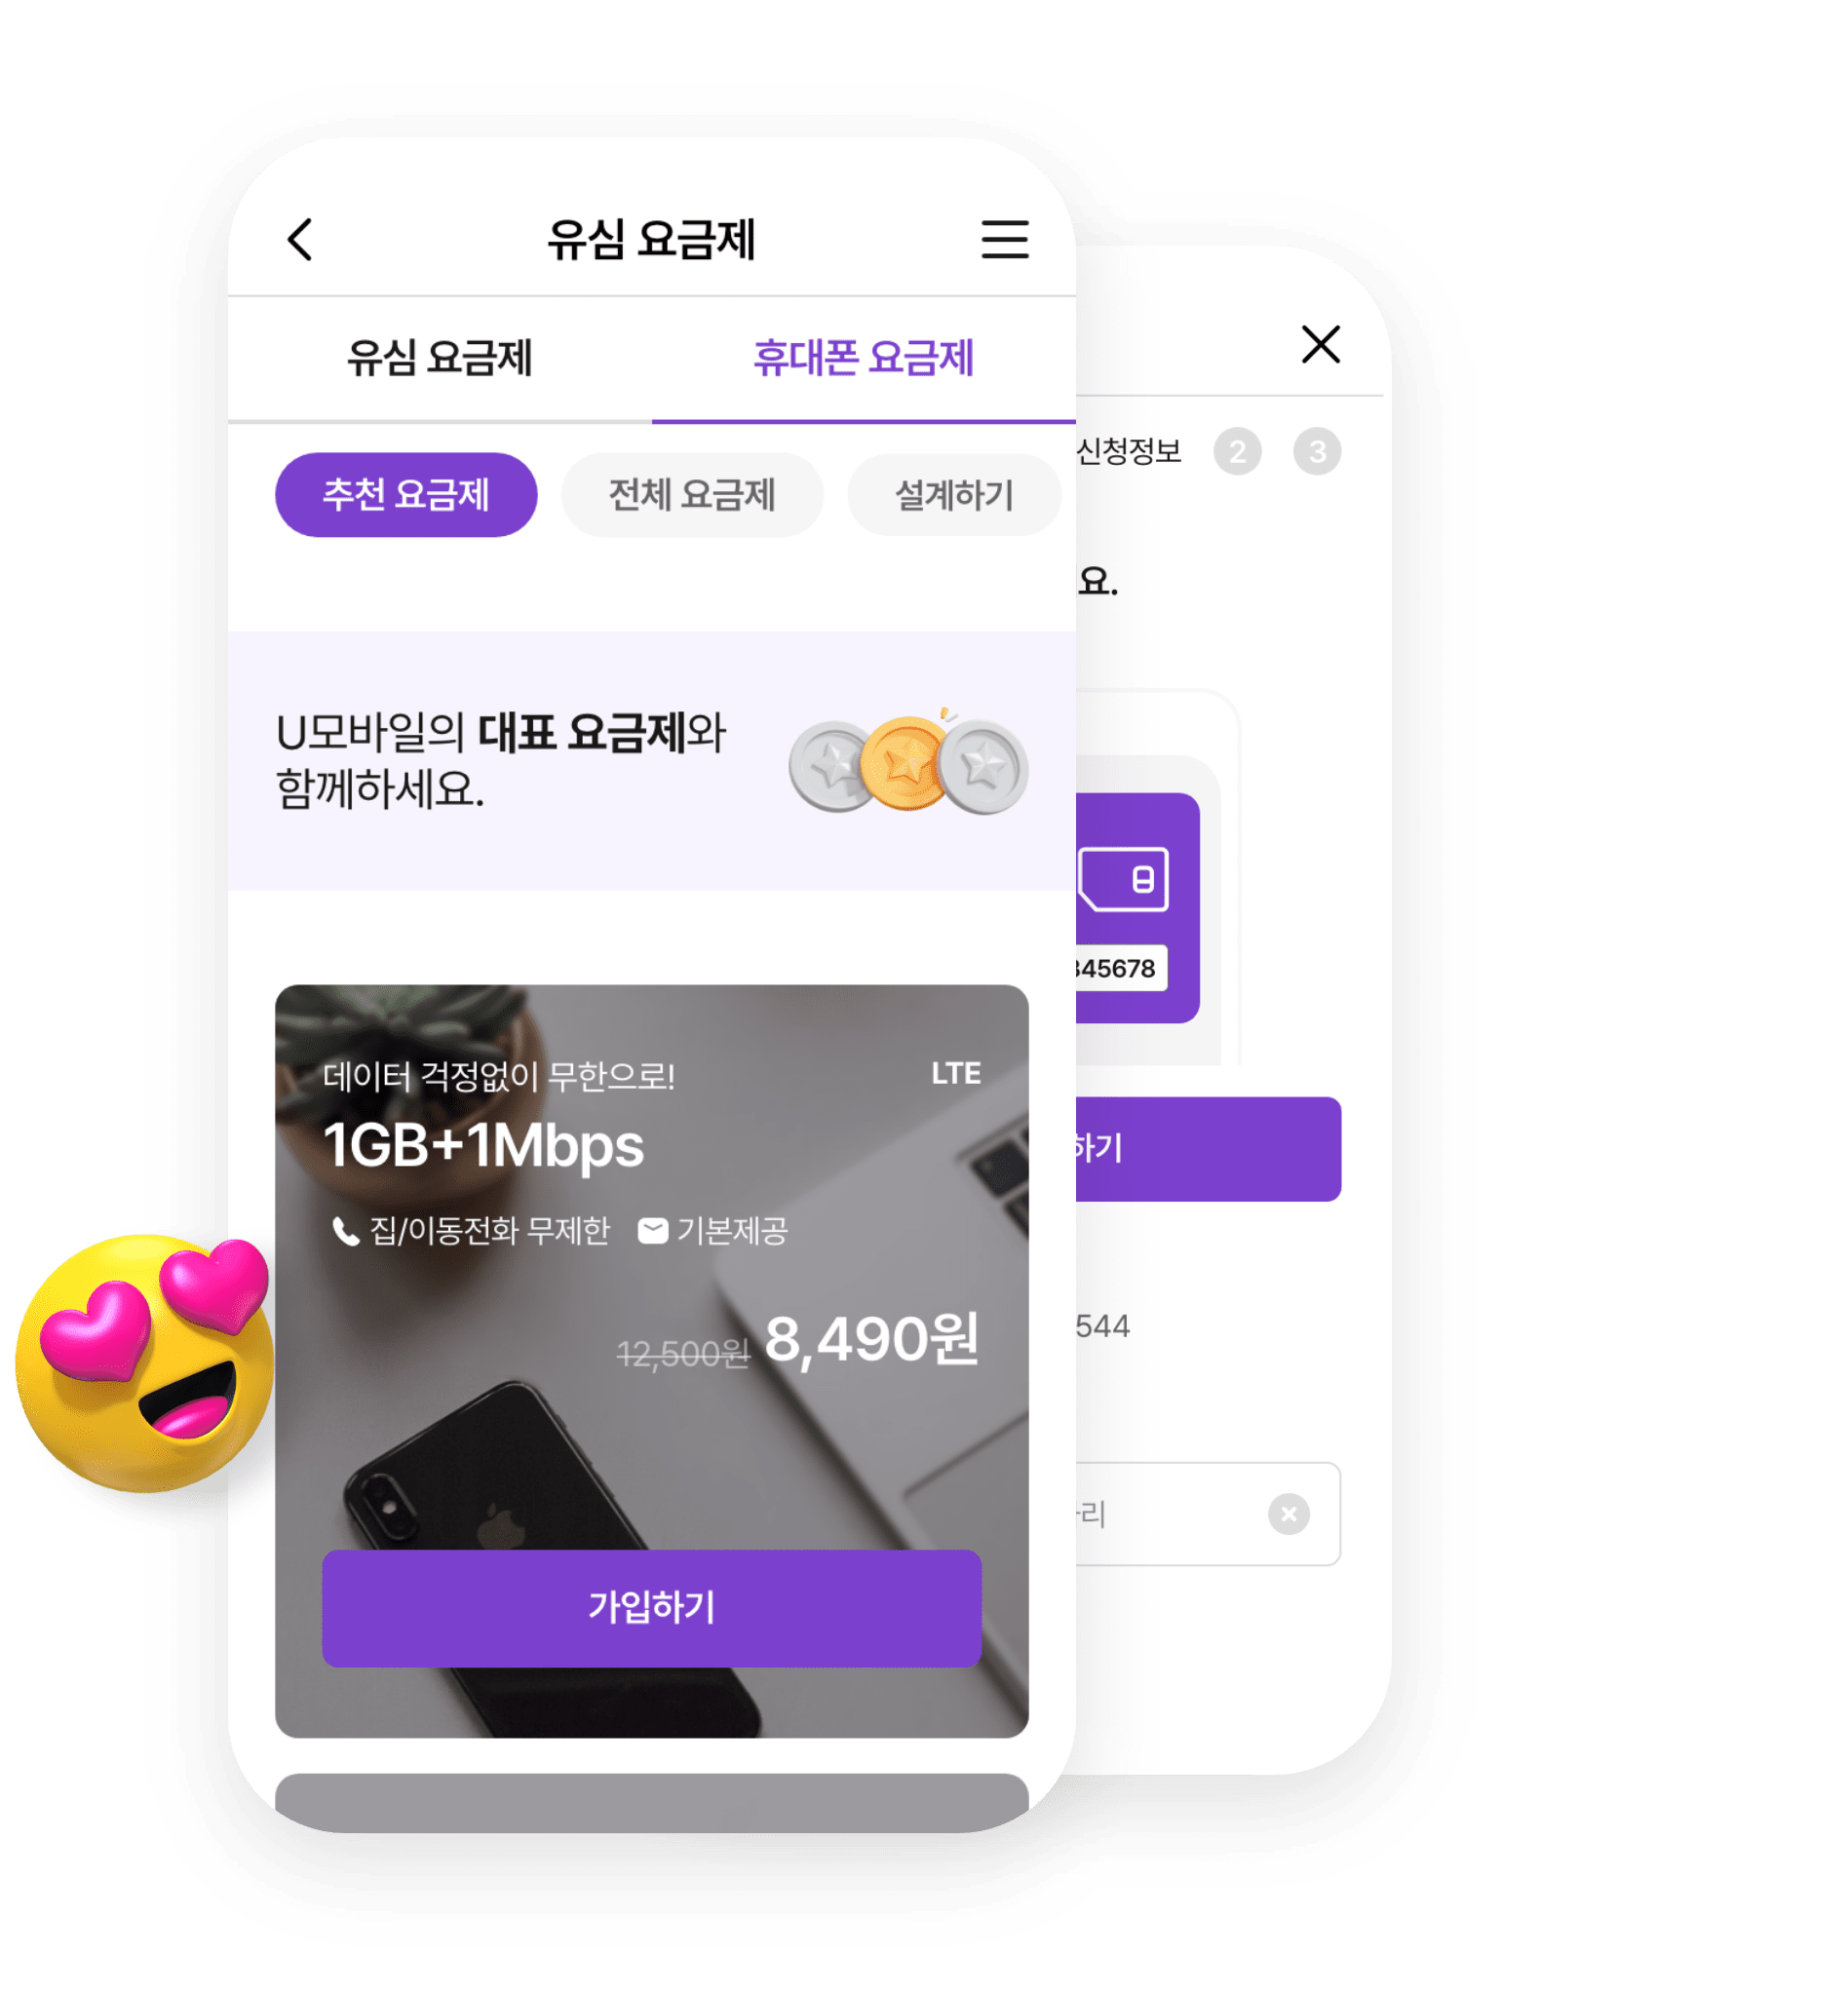 유심 요금제
유심 요금제
휴대폰 요금제
추천 요금제
전체 요금제
설계하기
U모바일의 대표 요금제와
함께하세요.
데이터 걱정없이 무한으로!
LTE
1GB+1Mbps
집/이동전화 무제한
기본제공
12,500원 8,490원
가입하기
신청정보
2
3
요.
345678
하기
544
리